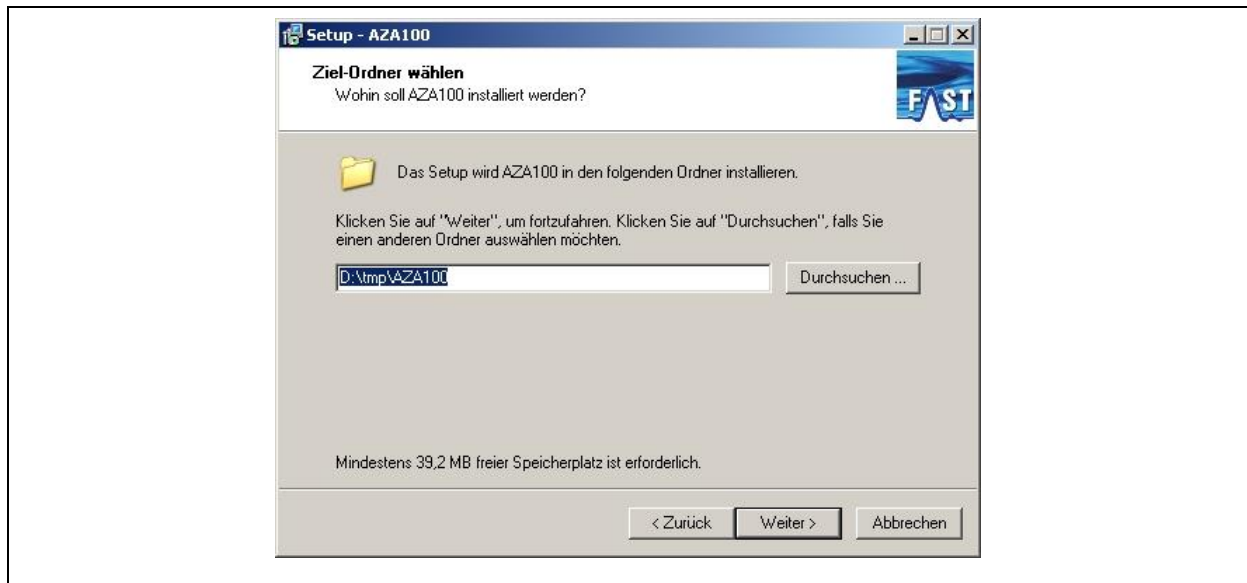 Setup - AZA100
Ziel-Ordner wählen
Wohin soll AZA100 installiert werden?
FAST
Das Setup wird AZA100 in den folgenden Ordner installieren.
Klicken Sie auf "Weiter", um fortzufahren. Klicken Sie auf "Durchsuchen", falls Sie
einen anderen Ordner auswählen möchten.
D:\tmp\AZA100
Durchsuchen ...
Mindestens 39,2 MB freier Speicherplatz ist erforderlich.
< Zurück
Weiter >
Abbrechen